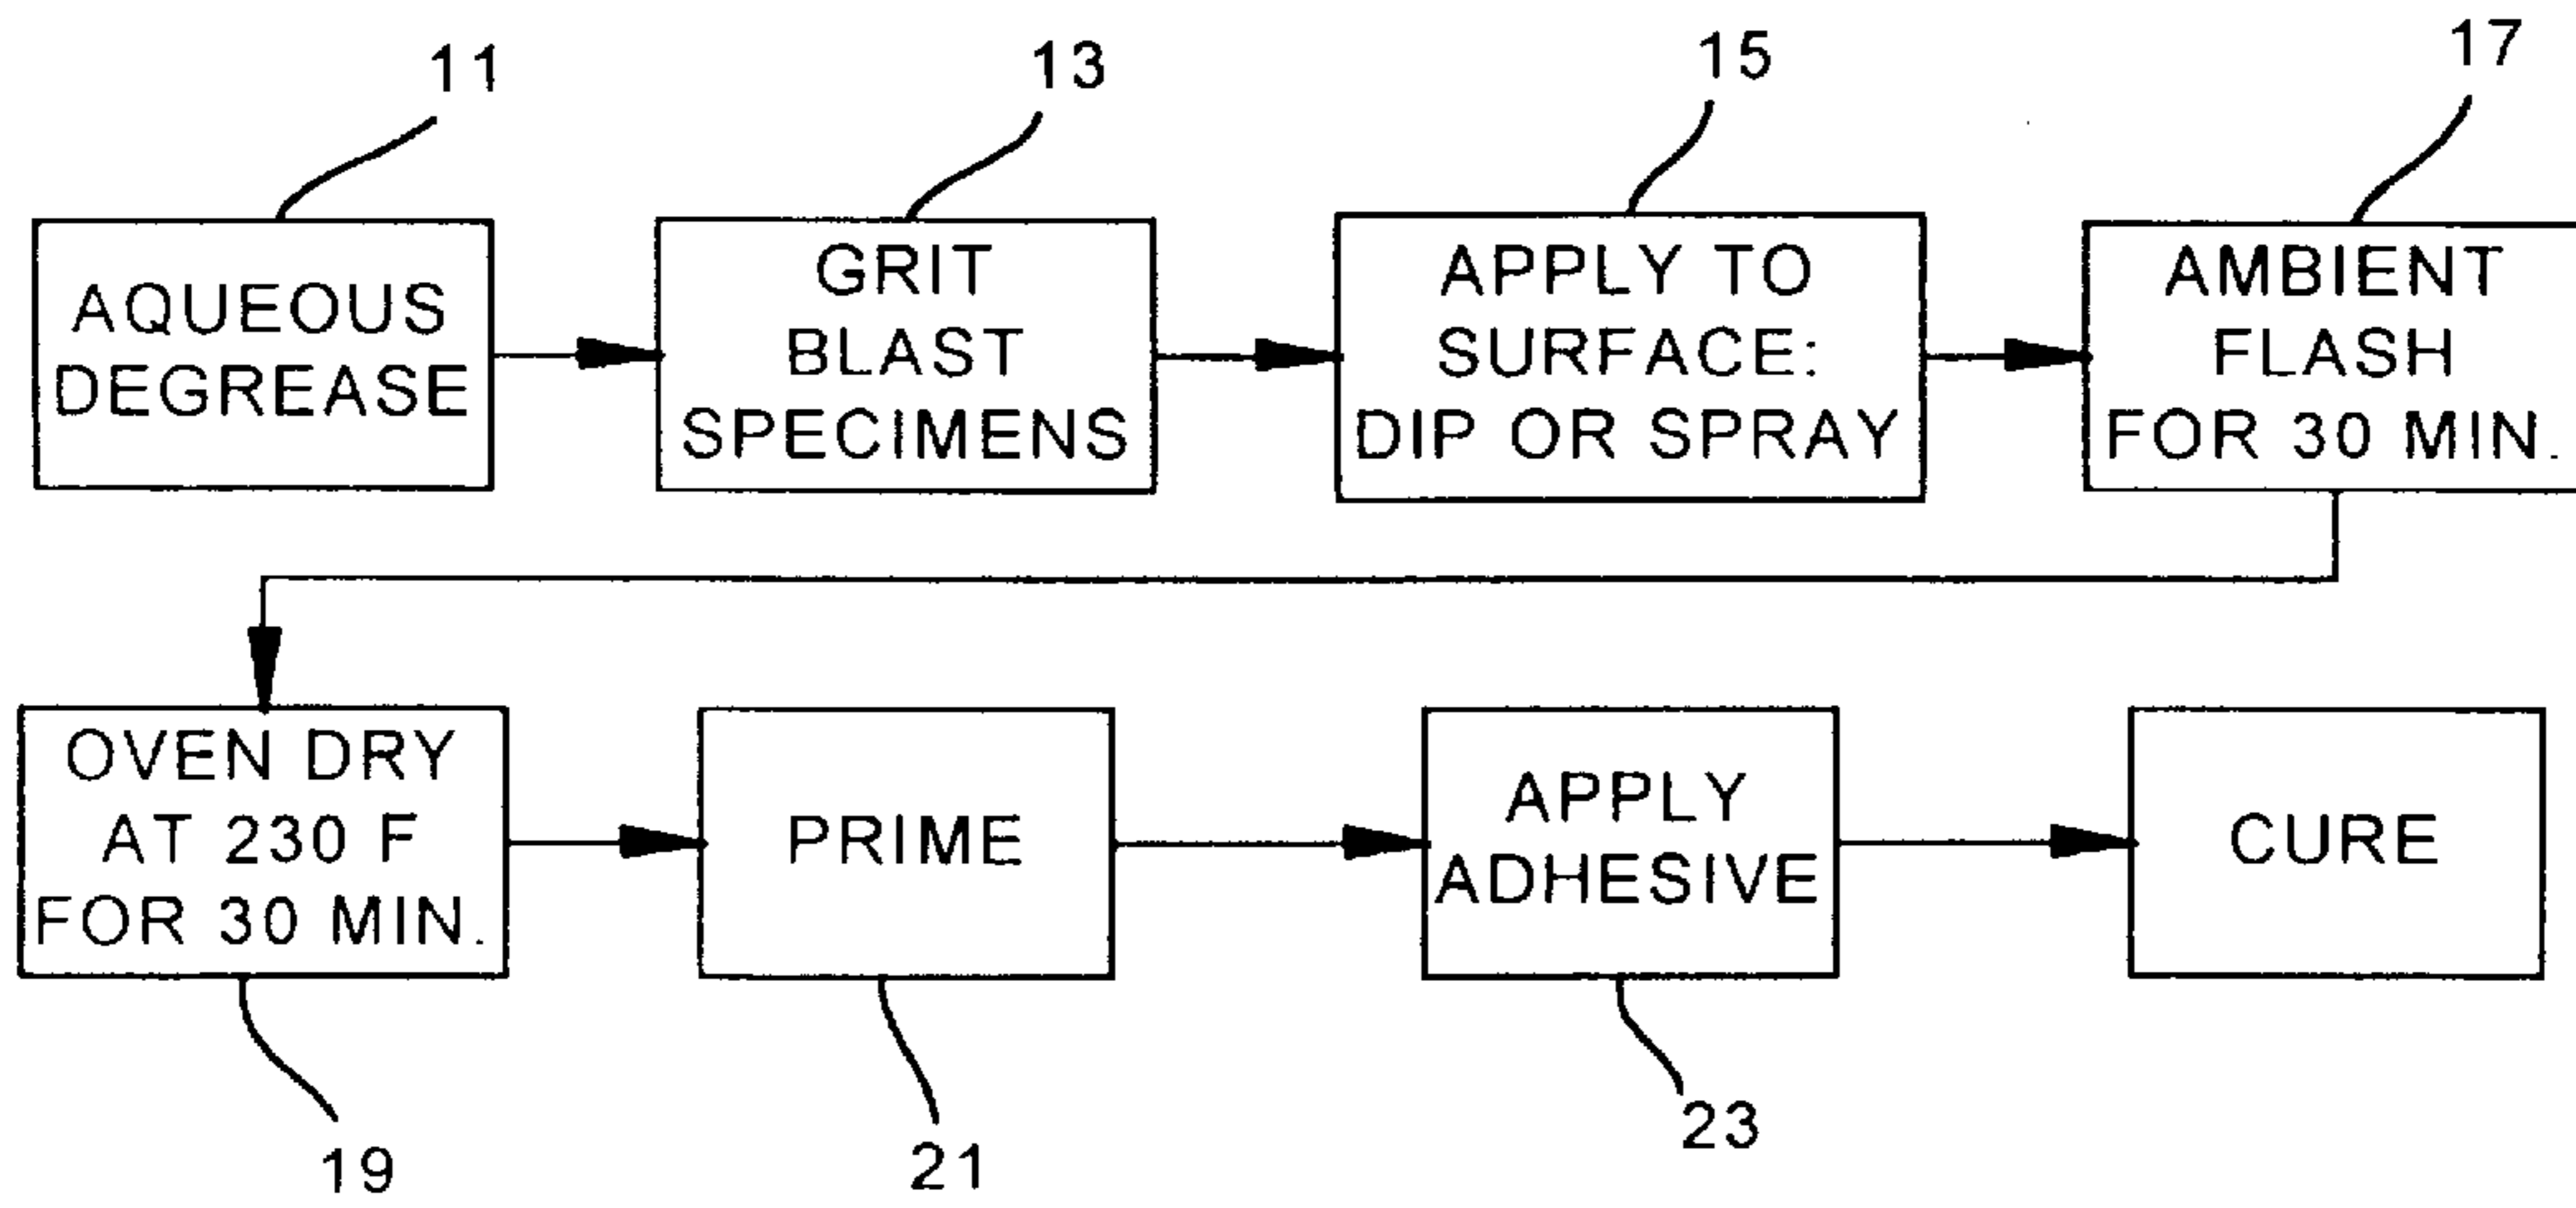 11
13
15
17
AQUEOUS
DEGREASE
GRIT
BLAST
SPECIMENS
APPLY TO
SURFACE:
DIP OR SPRAY
AMBIENT
FLASH
FOR 30 MIN.
OVEN DRY
AT 230 F
FOR 30 MIN.
PRIME
APPLY
ADHESIVE
CURE
19
21
23